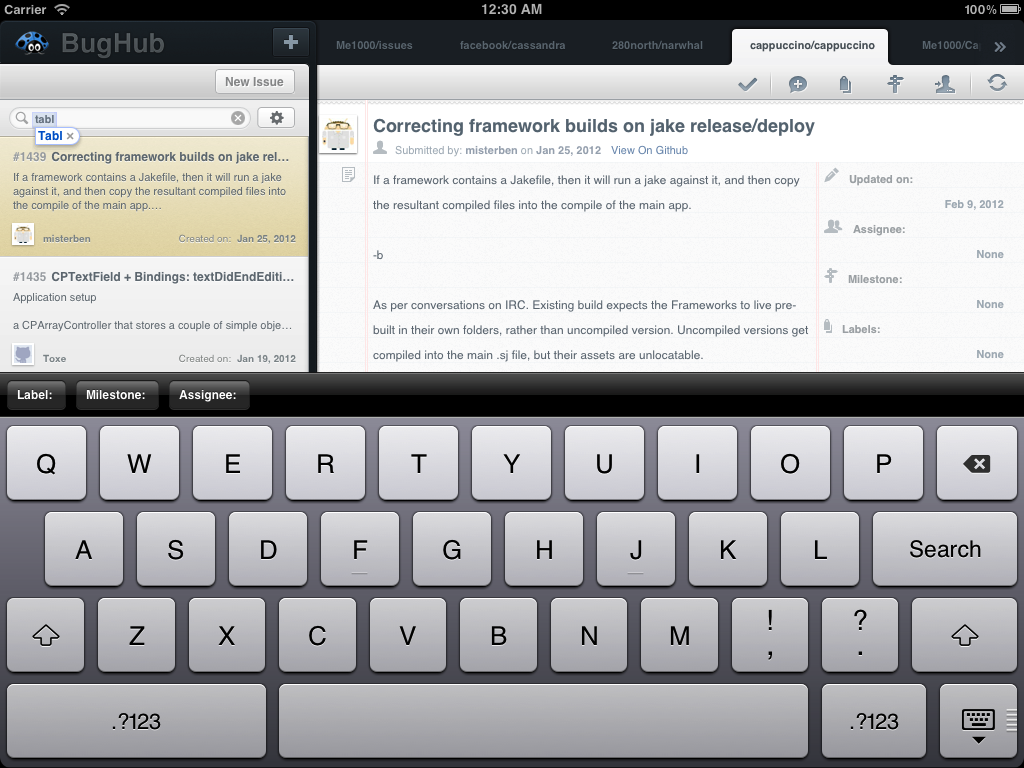 Carrier 12:30 AM 100%
BugHub
Me1000/issues facebook/cassandra 280north/narwhal cappuccino/cappuccino Me1000/Ca
New Issue
tabl
Tabl ×
#1439 Correcting framework builds on jake rel…
If a framework contains a Jakefile, then it will run a jake
against it, and then copy the resultant compiled files into
the compile of the main app.…
misterben Created on: Jan 25, 2012
#1435 CPTextField + Bindings: textDidEndEditi…
Application setup
a CPArrayController that stores a couple of simple obje…
Toxe Created on: Jan 19, 2012
Correcting framework builds on jake release/deploy
Submitted by: misterben on Jan 25, 2012 View On Github
If a framework contains a Jakefile, then it will run a jake against it, and then copy
the resultant compiled files into the compile of the main app.
-b
As per conversations on IRC. Existing build expects the Frameworks to live pre-
built in their own folders, rather than uncompiled version. Uncompiled versions get
compiled into the main .sj file, but their assets are unlocatable.
Updated on:
Feb 9, 2012
Assignee:
None
Milestone:
None
Labels:
None
Label: Milestone: Assignee:
Q W E R T Y U I O P
A S D F G H J K L Search
Z X C V B N M ! , ? .
.?123 .?123